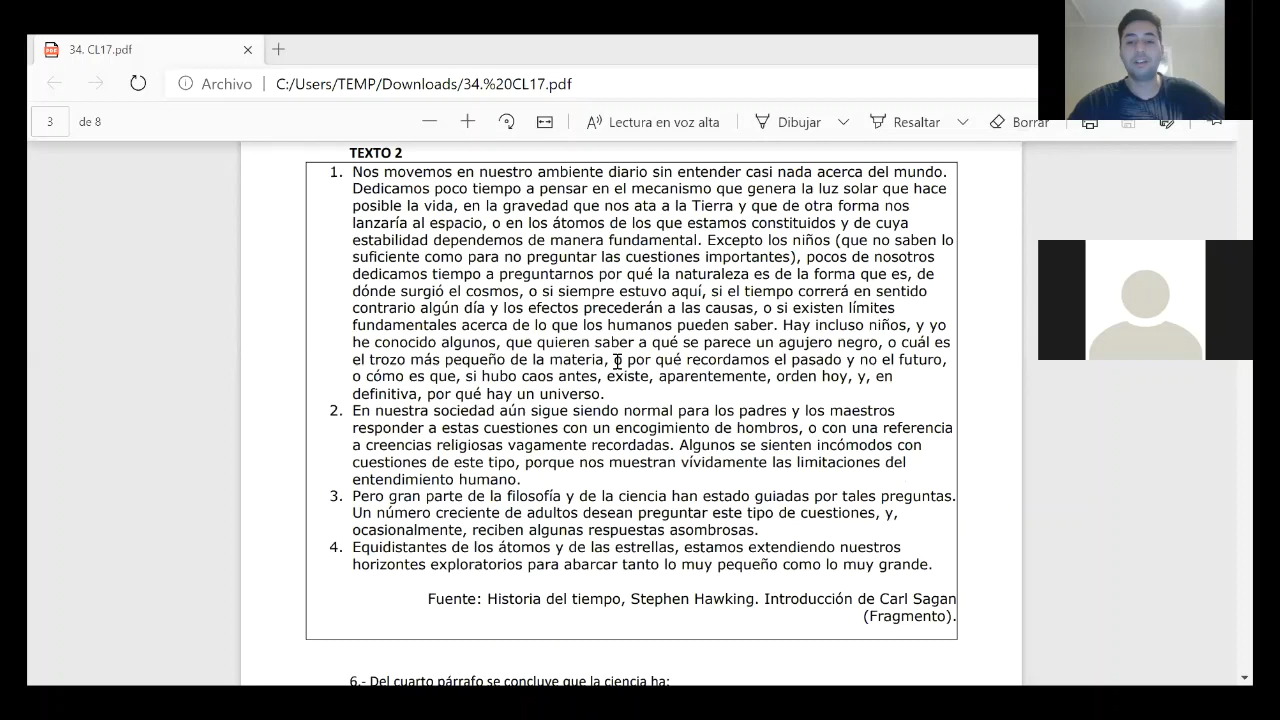 34. CL17.pdf
Archivo
C:/Users/TEMP/Downloads/34.%20CL17.pdf
3
de 8
Lectura en voz alta
Dibujar
Resaltar
Borrar
TEXTO 2
1. Nos movemos en nuestro ambiente diario sin entender casi nada acerca del mundo.
Dedicamos poco tiempo a pensar en el mecanismo que genera la luz solar que hace
posible la vida, en la gravedad que nos ata a la Tierra y que de otra forma nos
lanzaría al espacio, o en los átomos de los que estamos constituidos y de cuya
estabilidad dependemos de manera fundamental. Excepto los niños (que no saben lo
suficiente como para no preguntar las cuestiones importantes), pocos de nosotros
dedicamos tiempo a preguntarnos por qué la naturaleza es de la forma que es, de
dónde surgió el cosmos, o si siempre estuvo aquí, si el tiempo correrá en sentido
contrario algún día y los efectos precederán a las causas, o si existen límites
fundamentales acerca de lo que los humanos pueden saber. Hay incluso niños, y yo
he conocido algunos, que quieren saber a qué se parece un agujero negro, o cuál es
el trozo más pequeño de la materia, o por qué recordamos el pasado y no el futuro,
o cómo es que, si hubo caos antes, existe, aparentemente, orden hoy, y, en
definitiva, por qué hay un universo.
2. En nuestra sociedad aún sigue siendo normal para los padres y los maestros
responder a estas cuestiones con un encogimiento de hombros, o con una referencia
a creencias religiosas vagamente recordadas. Algunos se sienten incómodos con
cuestiones de este tipo, porque nos muestran vívidamente las limitaciones del
entendimiento humano.
3. Pero gran parte de la filosofía y de la ciencia han estado guiadas por tales preguntas.
Un número creciente de adultos desean preguntar este tipo de cuestiones, y,
ocasionalmente, reciben algunas respuestas asombrosas.
4. Equidistantes de los átomos y de las estrellas, estamos extendiendo nuestros
horizontes exploratorios para abarcar tanto lo muy pequeño como lo muy grande.
Fuente: Historia del tiempo, Stephen Hawking. Introducción de Carl Sagan
(Fragmento).
6.- Del cuarto párrafo se concluye que la ciencia ha: